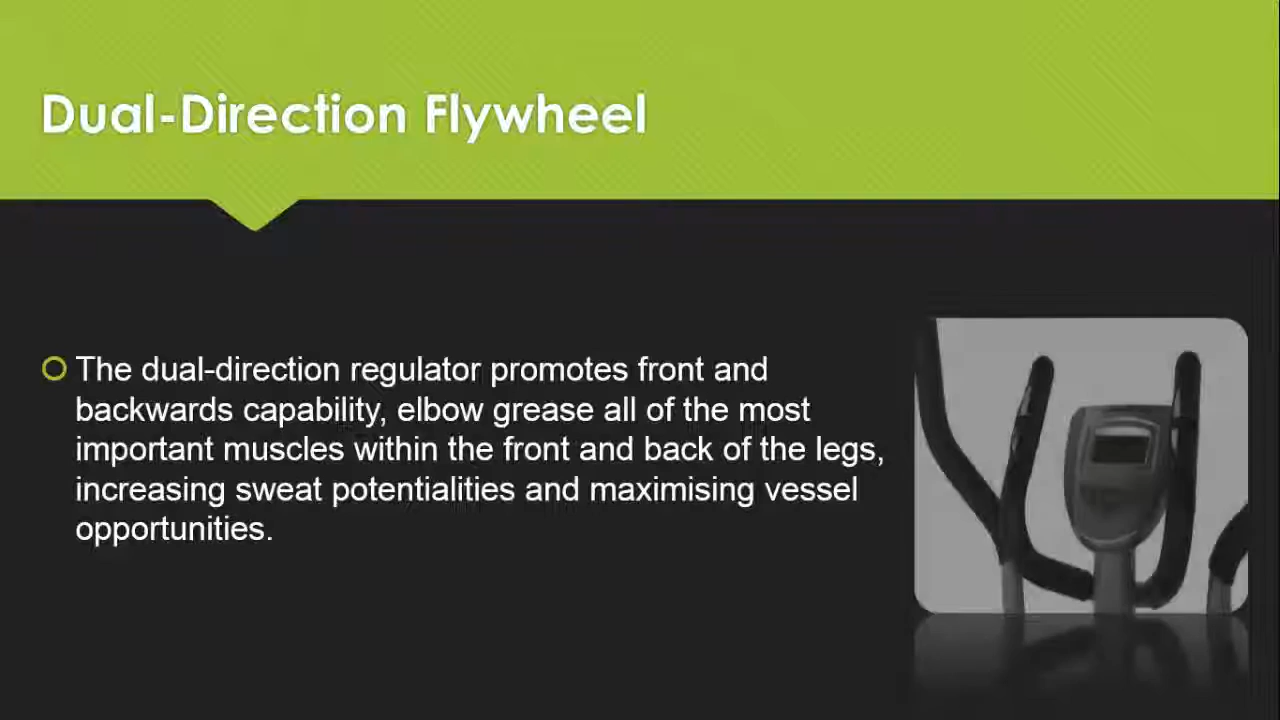 Dual-Direction Flywheel
The dual-direction regulator promotes front and
backwards capability, elbow grease all of the most
important muscles within the front and back of the legs,
increasing sweat potentialities and maximising vessel
opportunities.